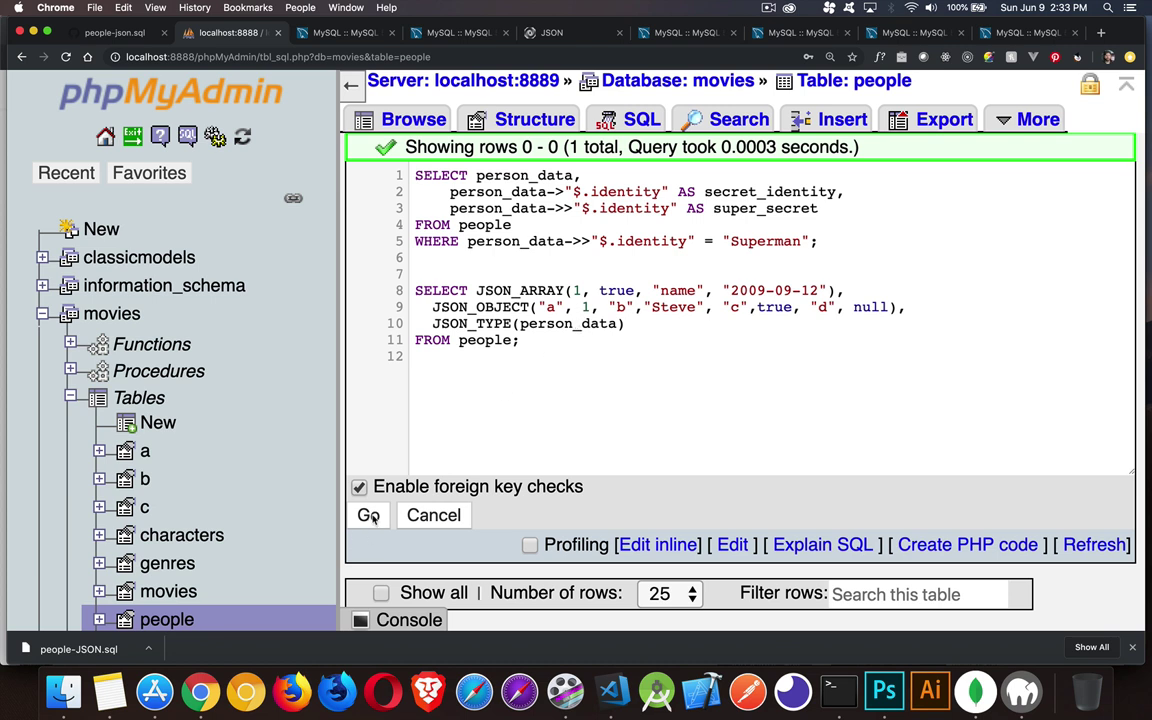 Chrome File Edit View History Bookmarks People Window Help 100% Sun Jun 9 2:33 PM
people-json.sql localhost:8888 / l MySQL :: MySQL MySQL :: MySQL JSON MySQL :: MySQL MySQL :: MySQL MySQL :: MySQL MySQL :: MySQL
localhost:8888/phpMyAdmin/tbl_sql.php?db=movies&table=people
phpMyAdmin
Recent Favorites
New
classicmodels
information_schema
movies
Functions
Procedures
Tables
New
a
b
c
characters
genres
movies
people
Server: localhost:8889 » Database: movies » Table: people
Browse Structure SQL Search Insert Export More
Showing rows 0 - 0 (1 total, Query took 0.0003 seconds.)
1 SELECT person_data,
2 person_data->"$.identity" AS secret_identity,
3 person_data->>"$.identity" AS super_secret
4 FROM people
5 WHERE person_data->>"$.identity" = "Superman";
6
7
8 SELECT JSON_ARRAY(1, true, "name", "2009-09-12"),
9 JSON_OBJECT("a", 1, "b","Steve", "c",true, "d", null),
10 JSON_TYPE(person_data)
11 FROM people;
12
Enable foreign key checks
Go Cancel
Profiling [Edit inline] [ Edit ] [ Explain SQL ] [ Create PHP code ] [ Refresh]
Show all | Number of rows: 25 Filter rows: Search this table
Console
people-JSON.sql Show All
Ps Ai